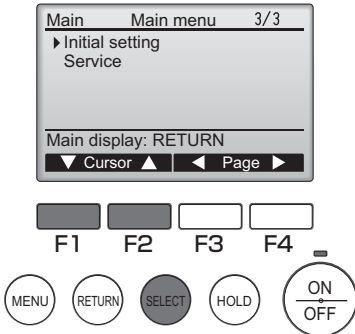 Main Main menu 3/3
Initial setting
Service
Main display: RETURN
Cursor Page
F1 F2 F3 F4
MENU RETURN SELECT HOLD ON
OFF